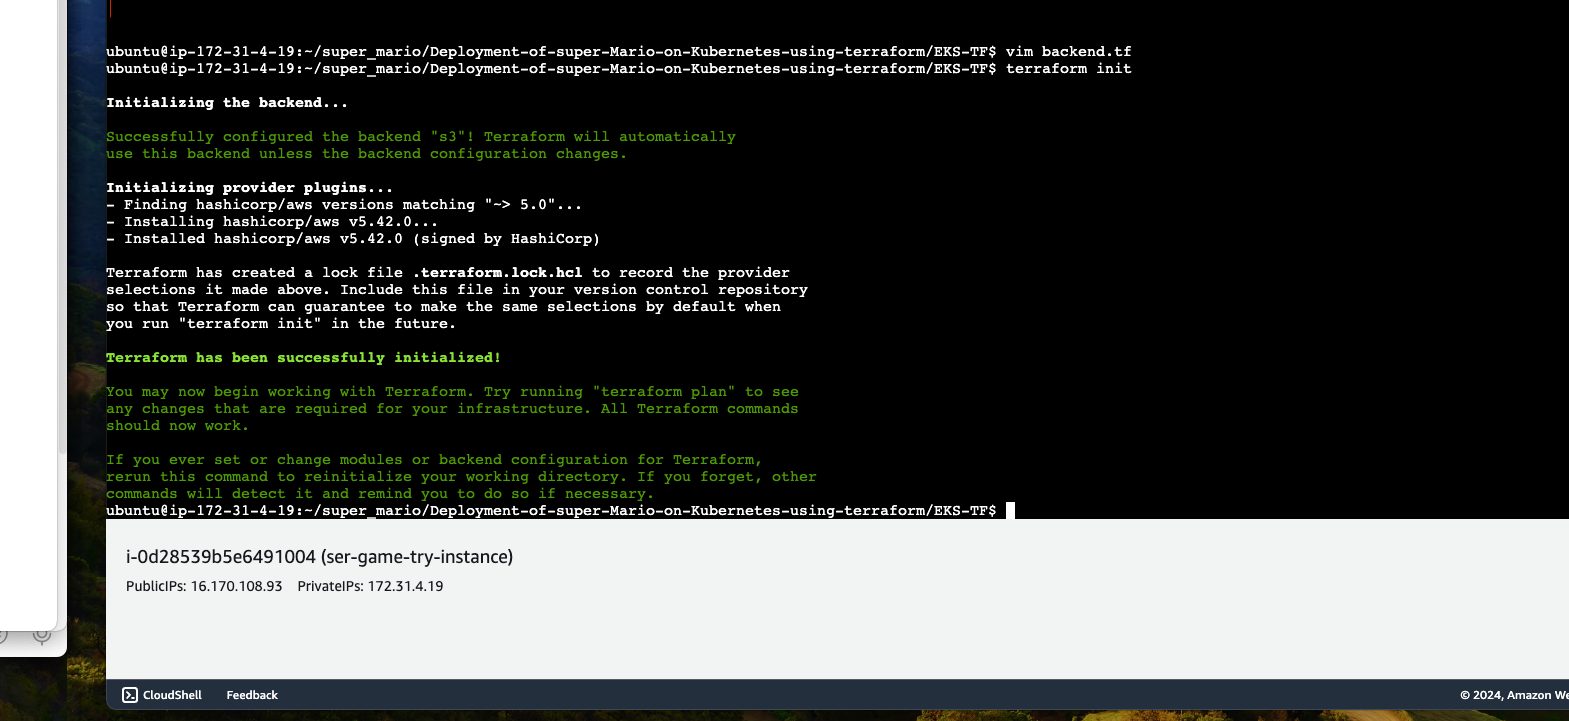 ubuntu@ip-172-31-4-19:~/super_mario/Deployment-of-super-Mario-on-Kubernetes-using-terraform/EKS-TF$ vim backend.tf
ubuntu@ip-172-31-4-19:~/super_mario/Deployment-of-super-Mario-on-Kubernetes-using-terraform/EKS-TF$ terraform init
Initializing the backend...
Successfully configured the backend "s3"! Terraform will automatically
use this backend unless the backend configuration changes.
Initializing provider plugins...
- Finding hashicorp/aws versions matching "~> 5.0"...
- Installing hashicorp/aws v5.42.0...
- Installed hashicorp/aws v5.42.0 (signed by HashiCorp)
Terraform has created a lock file .terraform.lock.hcl to record the provider
selections it made above. Include this file in your version control repository
so that Terraform can guarantee to make the same selections by default when
you run "terraform init" in the future.
Terraform has been successfully initialized!
You may now begin working with Terraform. Try running "terraform plan" to see
any changes that are required for your infrastructure. All Terraform commands
should now work.
If you ever set or change modules or backend configuration for Terraform,
rerun this command to reinitialize your working directory. If you forget, other
commands will detect it and remind you to do so if necessary.
ubuntu@ip-172-31-4-19:~/super_mario/Deployment-of-super-Mario-on-Kubernetes-using-terraform/EKS-TF$
i-0d28539b5e6491004 (ser-game-try-instance)
PublicIPs: 16.170.108.93 PrivateIPs: 172.31.4.19
CloudShell Feedback © 2024, Amazon We